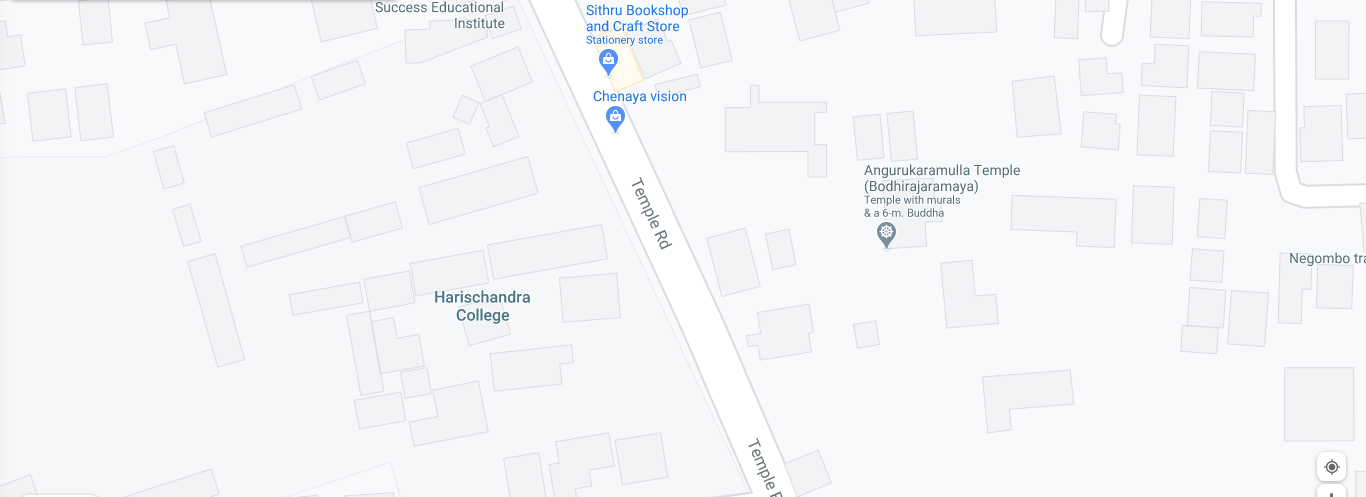 Success Educational
Institute
Sithru Bookshop
and Craft Store
Stationery store
Chenaya vision
Temple Rd
Angurukaramulla Temple
(Bodhirajaramaya)
Temple with murals
& a 6-m. Buddha
Negombo tra
Harischandra
College
Temple R